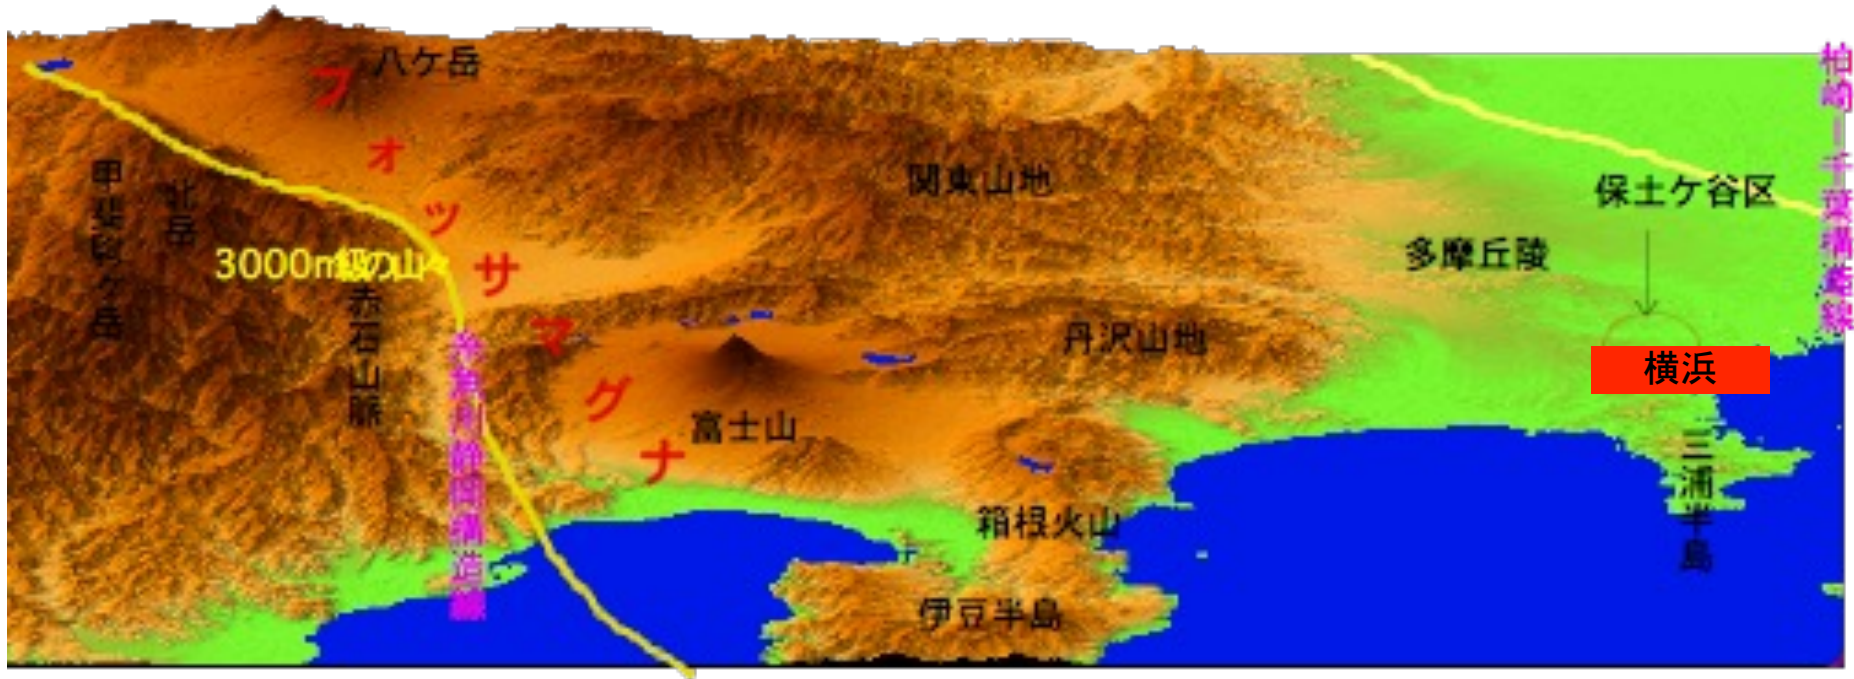 八ケ岳
フォッサマグナ
甲斐駒ケ岳
北岳
3000m級の山々
赤石山脈
糸魚川静岡構造線
関東山地
丹沢山地
富士山
箱根火山
伊豆半島
多摩丘陵
保土ケ谷区
横浜
三浦半島
柏崎ー千葉構造線